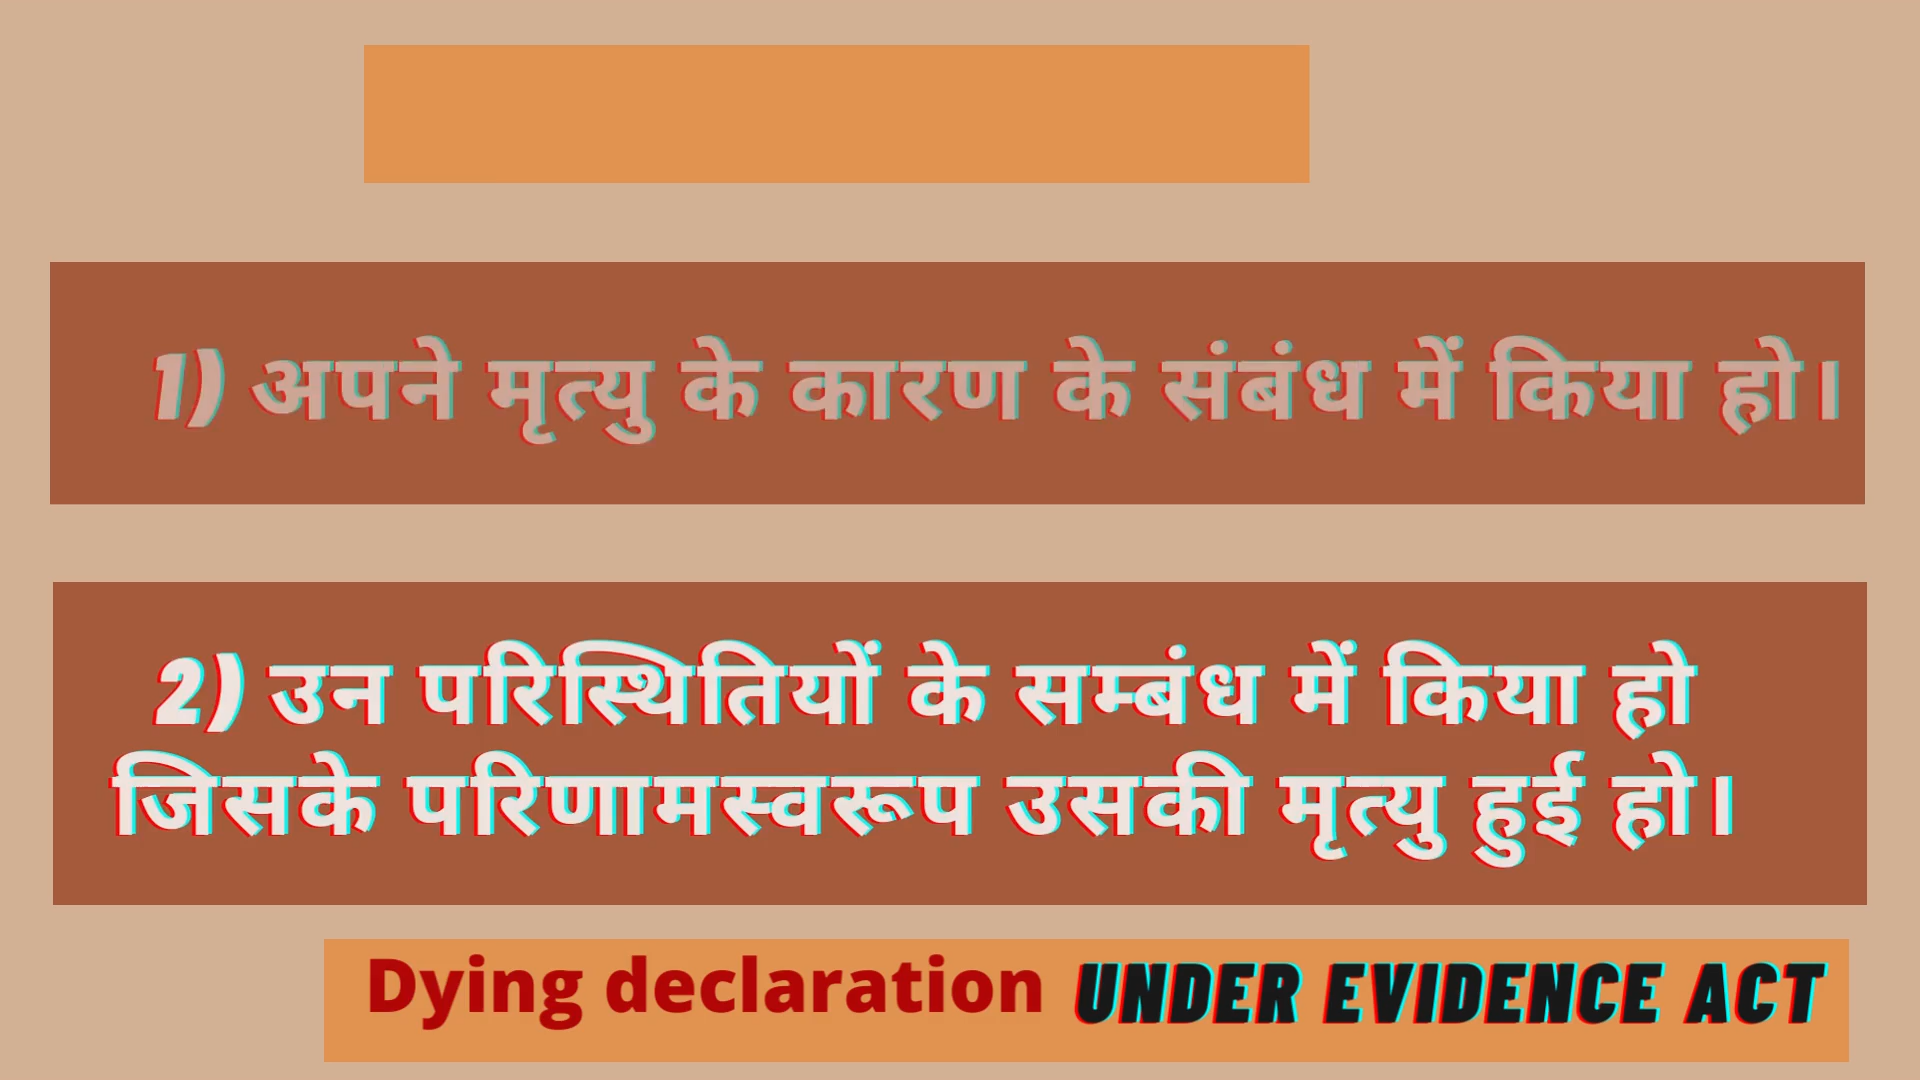 1) अपने मृत्यु के कारण के संबंध में किया हो।
2) उन परिस्थितियों के सम्बंध में किया हो
जिसके परिणामस्वरूप उसकी मृत्यु हुई हो।
Dying declaration UNDER EVIDENCE ACT